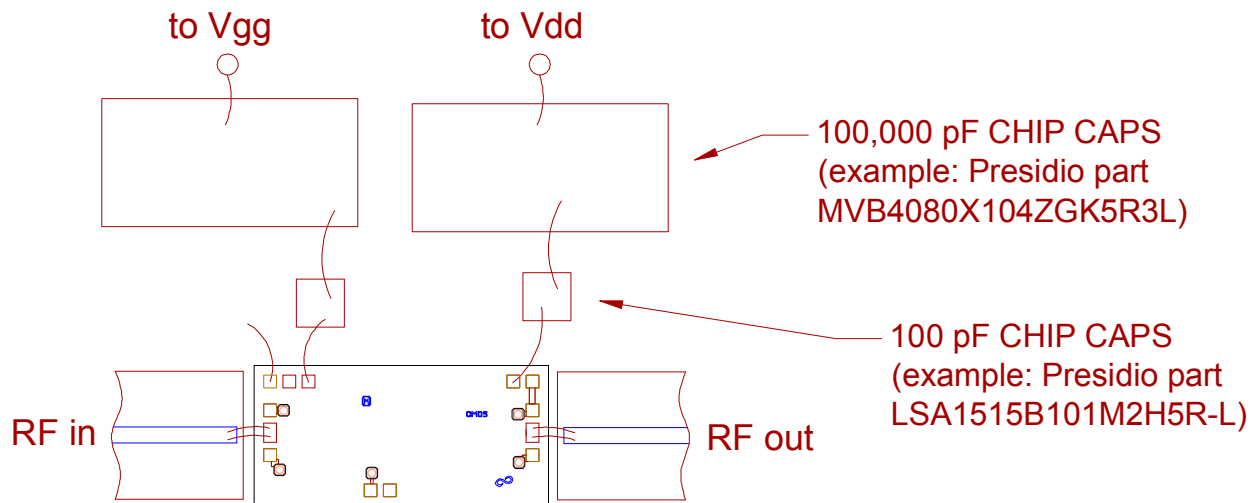 to Vgg
to Vdd
100,000 pF CHIP CAPS
(example: Presidio part
MVB4080X104ZGK5R3L)
100 pF CHIP CAPS
(example: Presidio part
LSA1515B101M2H5R-L)
RF in
RF out